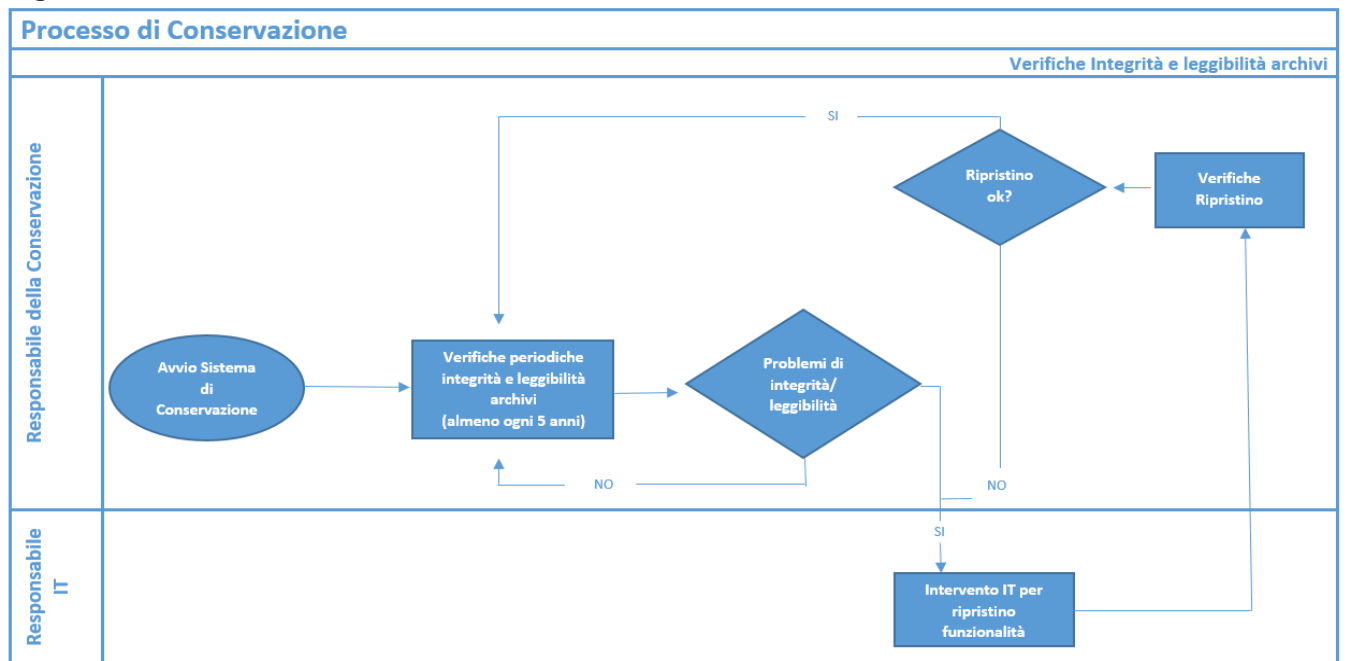 Processo di Conservazione
Verifiche Integrità e leggibilità archivi
Responsabile della Conservazione
SI
Ripristino
ok?
Verifiche
Ripristino
Avvio Sistema
di
Conservazione
Verifiche periodiche
integrità e leggibilità
archivi
(almeno ogni 5 anni)
Problemi di
integrità/
leggibilità
NO
NO
Responsabile
IT
SI
Intervento IT per
ripristino
funzionalità